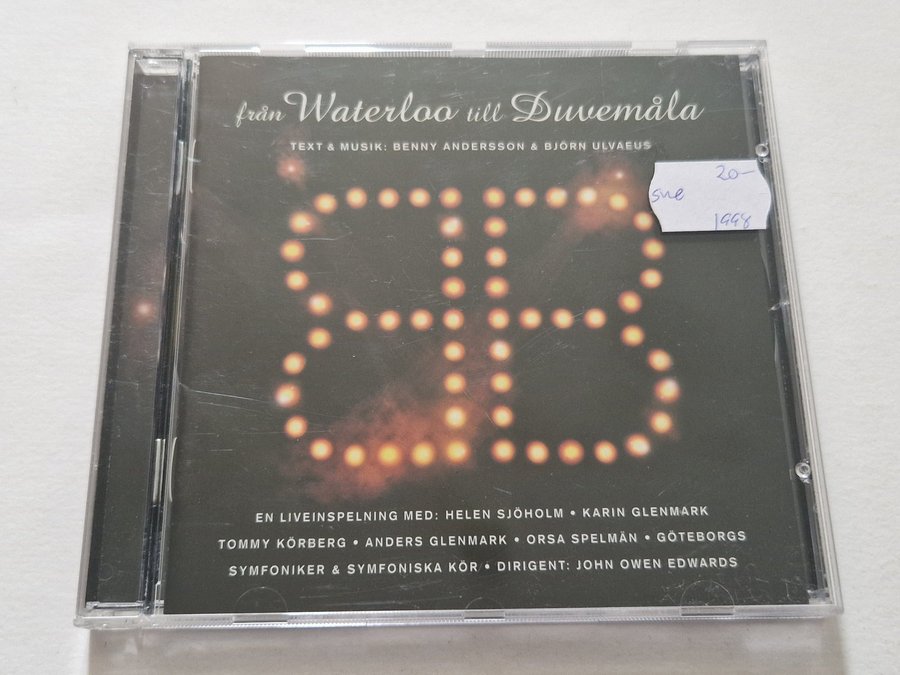 från Waterloo till Duvemåla
TEXT & MUSIK: BENNY ANDERSSON & BJÖRN ULVAEUS
20-
sve
1998
BB
EN LIVEINSPELNING MED: HELEN SJÖHOLM • KARIN GLENMARK
TOMMY KÖRBERG • ANDERS GLENMARK • ORSA SPELMÄN • GÖTEBORGS
SYMFONIKER & SYMFONISKA KÖR • DIRIGENT: JOHN OWEN EDWARDS